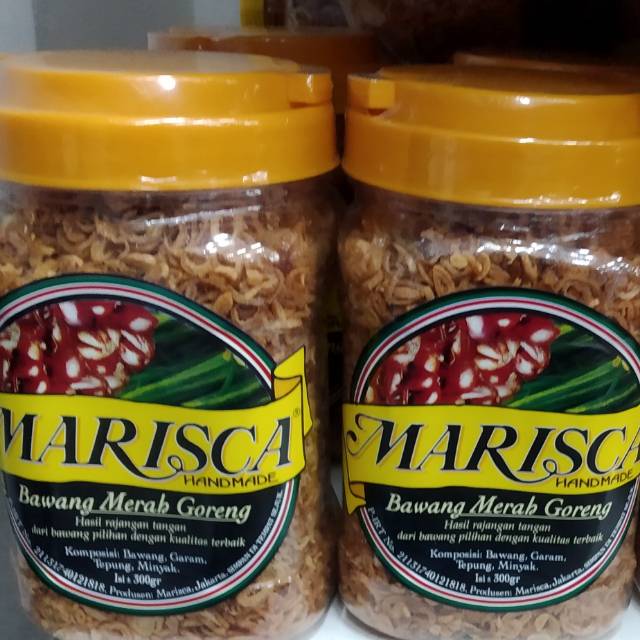 MARISCA®
HANDMADE
Bawang Merah Goreng
Hasil rajangan tangan
dari bawang pilihan dengan kualitas terbaik
Komposisi: Bawang, Garam,
Tepung, Minyak.
Isi ± 300gr
21131740121818. Produsen: Marisca, Jakarta.
MARISCA
HANDMADE
Bawang Merah Goreng
Hasil rajangan tangan
dari bawang pilihan dengan kualitas terbaik
Komposisi: Bawang, Garam,
Tepung, Minyak.
Isi ± 300gr
21131740121818. Produsen: Marisca, Jakarta.